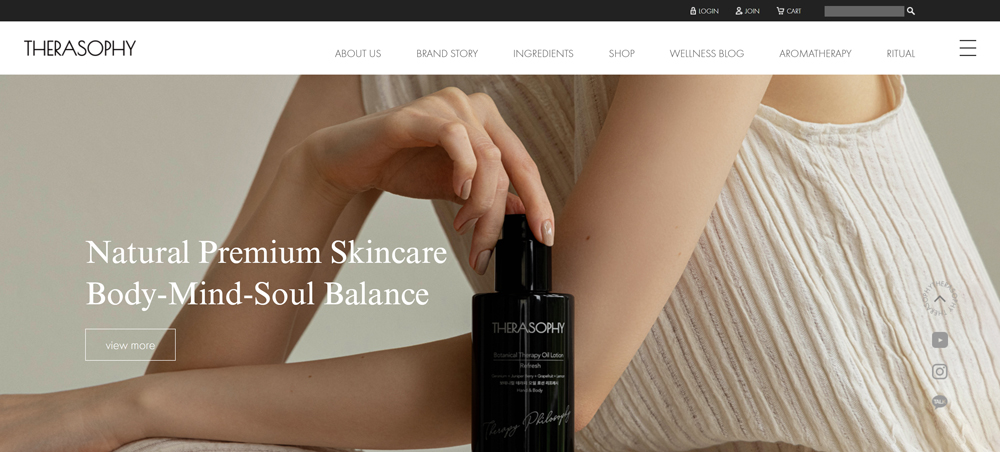 LOGIN JOIN CART
THERASOPHY
ABOUT US BRAND STORY INGREDIENTS SHOP WELLNESS BLOG AROMATHERAPY RITUAL
Natural Premium Skincare
Body-Mind-Soul Balance
view more
THERASOPHY
Botanical Therapy Oil Lotion
Refresh
Hand & Body
Therapy Philosophy
TALK